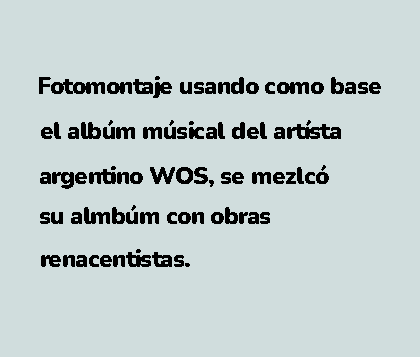 Fotomontaje usando como base
el albúm músical del artísta
argentino WOS, se mezlcó
su almbúm con obras
renacentistas.